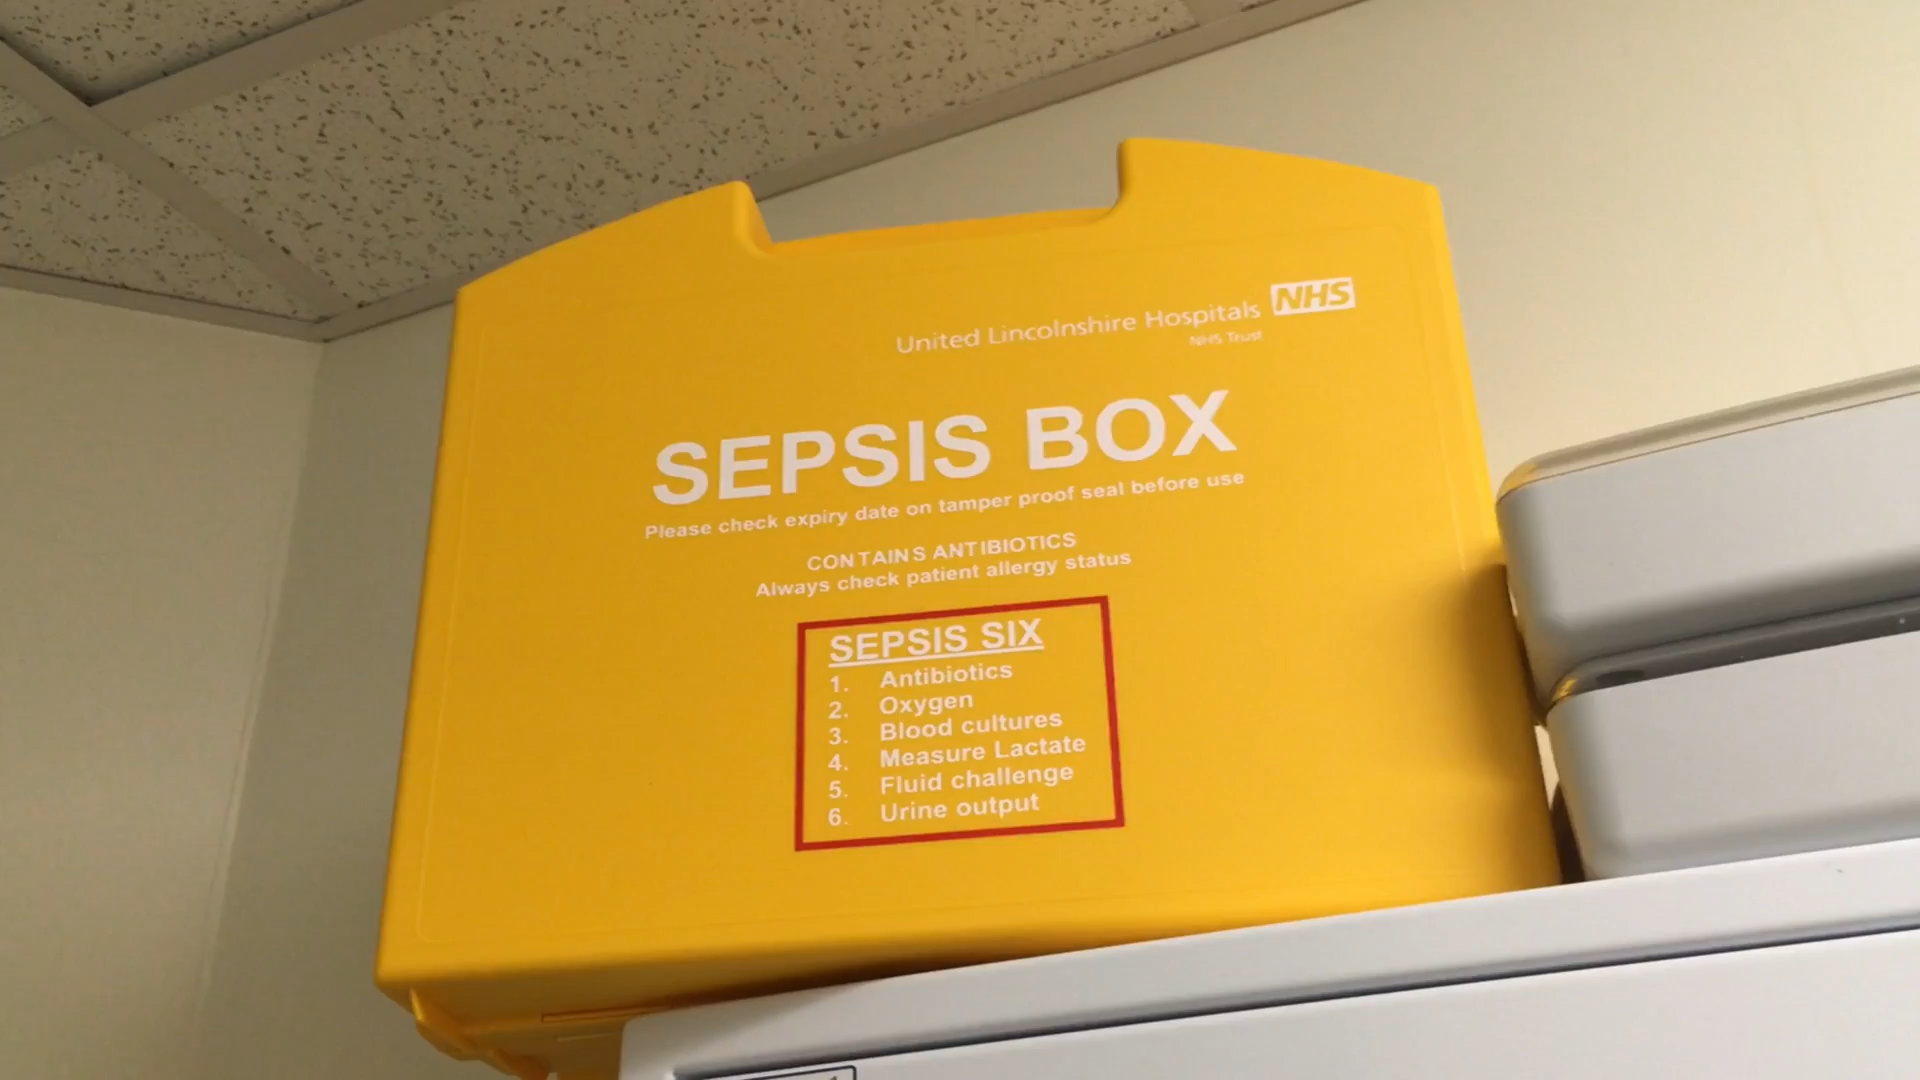 United Lincolnshire Hospitals NHS
NHS Trust
SEPSIS BOX
Please check expiry date on tamper proof seal before use
CONTAINS ANTIBIOTICS
Always check patient allergy status
SEPSIS SIX
1. Antibiotics
2. Oxygen
3. Blood cultures
4. Measure Lactate
5. Fluid challenge
6. Urine output